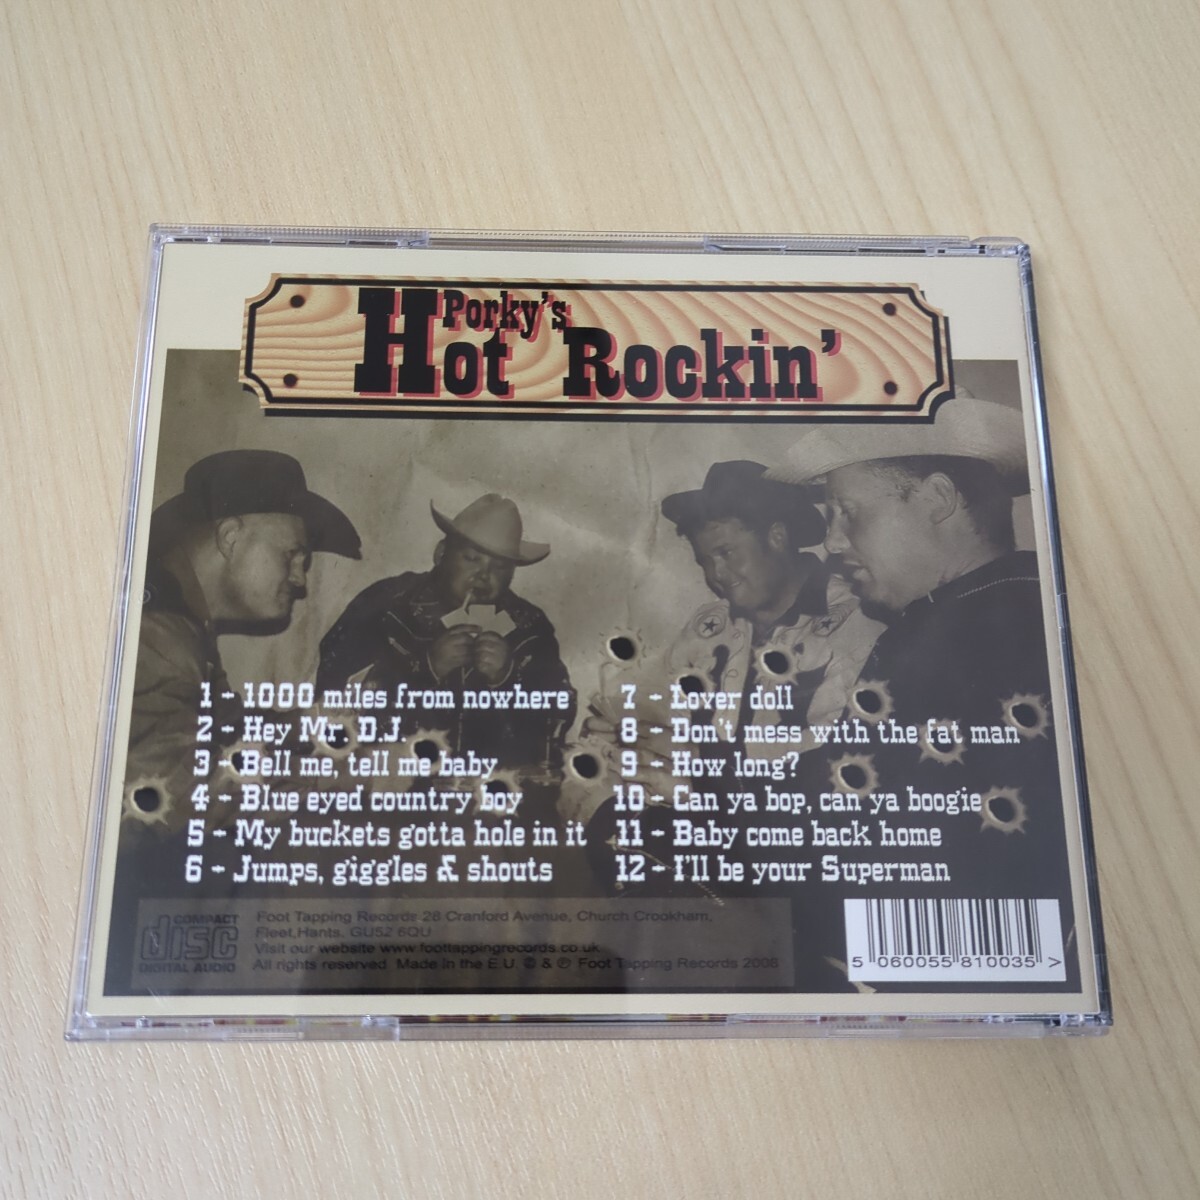 Porky's
Hot Rockin'
1 - 1000 miles from nowhere
2 - Hey Mr. D.J.
3 - Bell me, tell me baby
4 - Blue eyed country boy
5 - My buckets gotta hole in it
6 - Jumps, giggles & shouts
7 - Lover doll
8 - Don't mess with the fat man
9 - How long?
10 - Can ya bop, can ya boogie
11 - Baby come back home
12 - I'll be your Superman
COMPACT
disc
DIGITAL AUDIO
Foot Tapping Records 28 Cranford Avenue, Church Crookham,
Fleet,Hants. GU52 6QU
Visit our website www.foottappingrecords.co.uk
All rights reserved. Made in the E.U. © & ℗ Foot Tapping Records 2008
5 060055 810035 >